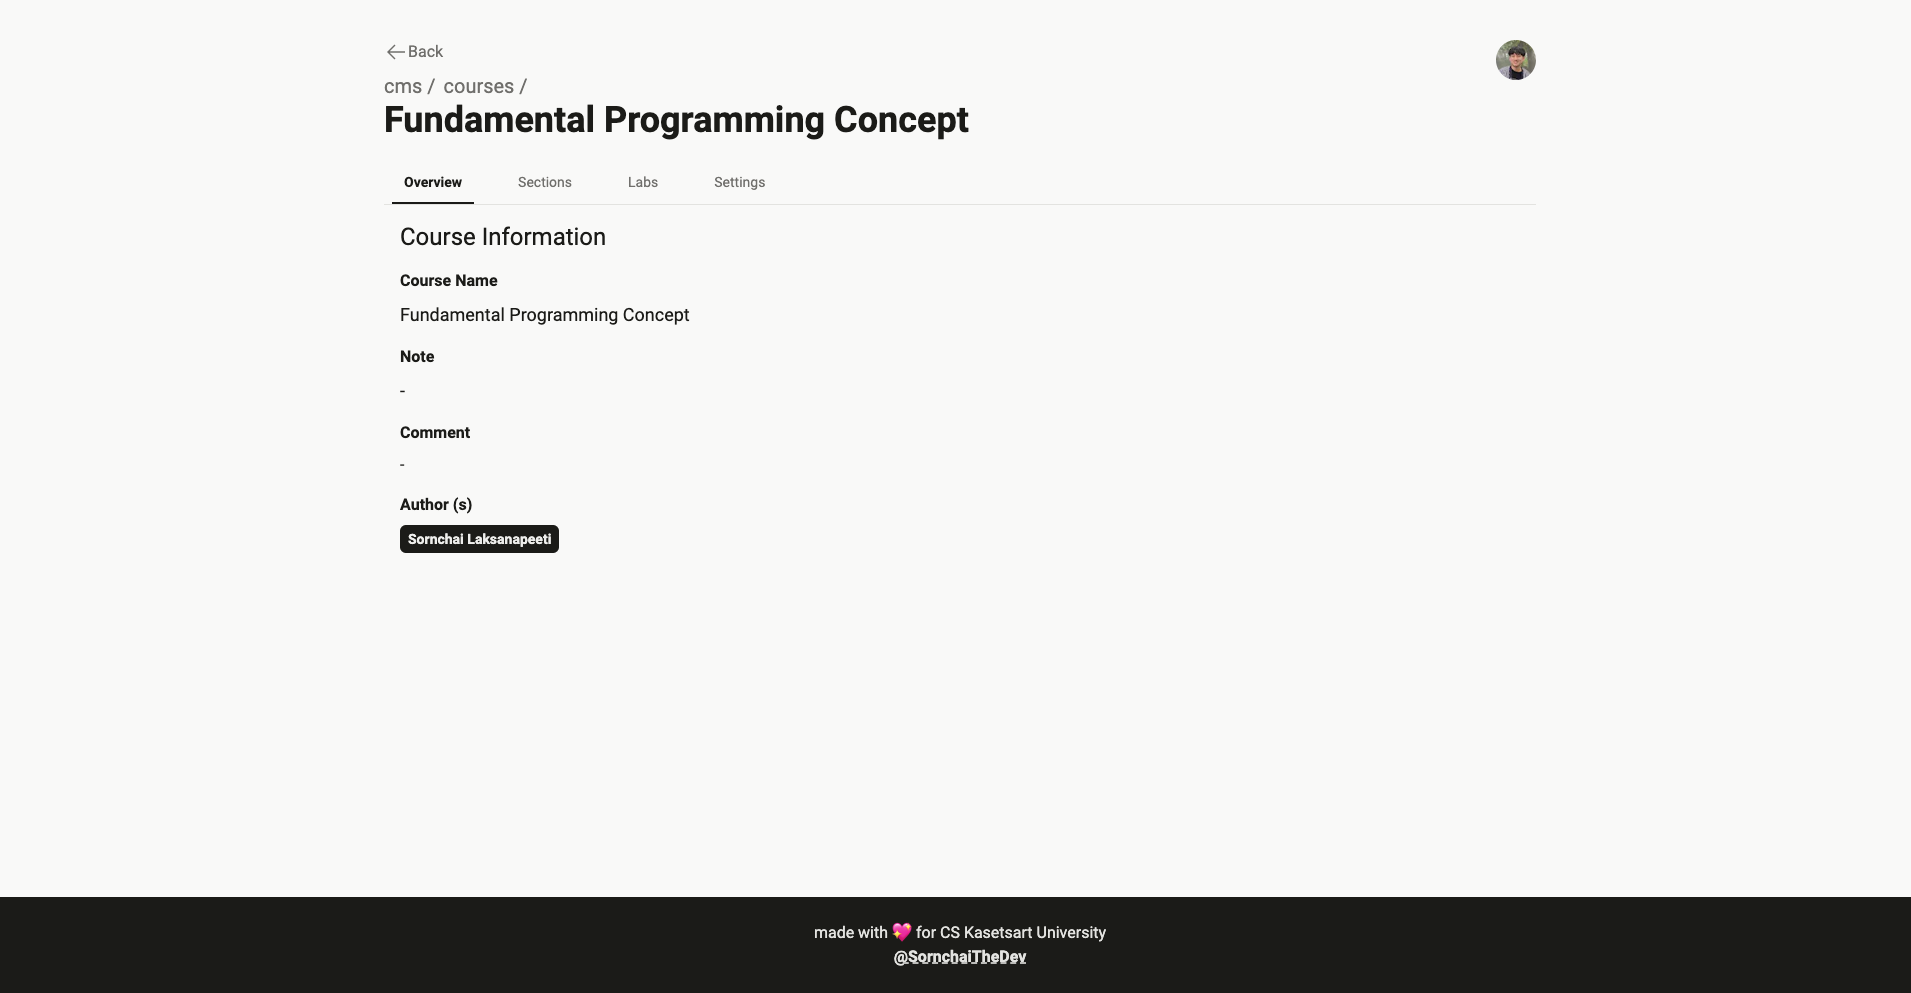 Back
cms / courses /
Fundamental Programming Concept
Overview Sections Labs Settings
Course Information
Course Name
Fundamental Programming Concept
Note
-
Comment
-
Author (s)
Sornchai Laksanapeeti
made with 💖 for CS Kasetsart University
@SornchaiTheDev